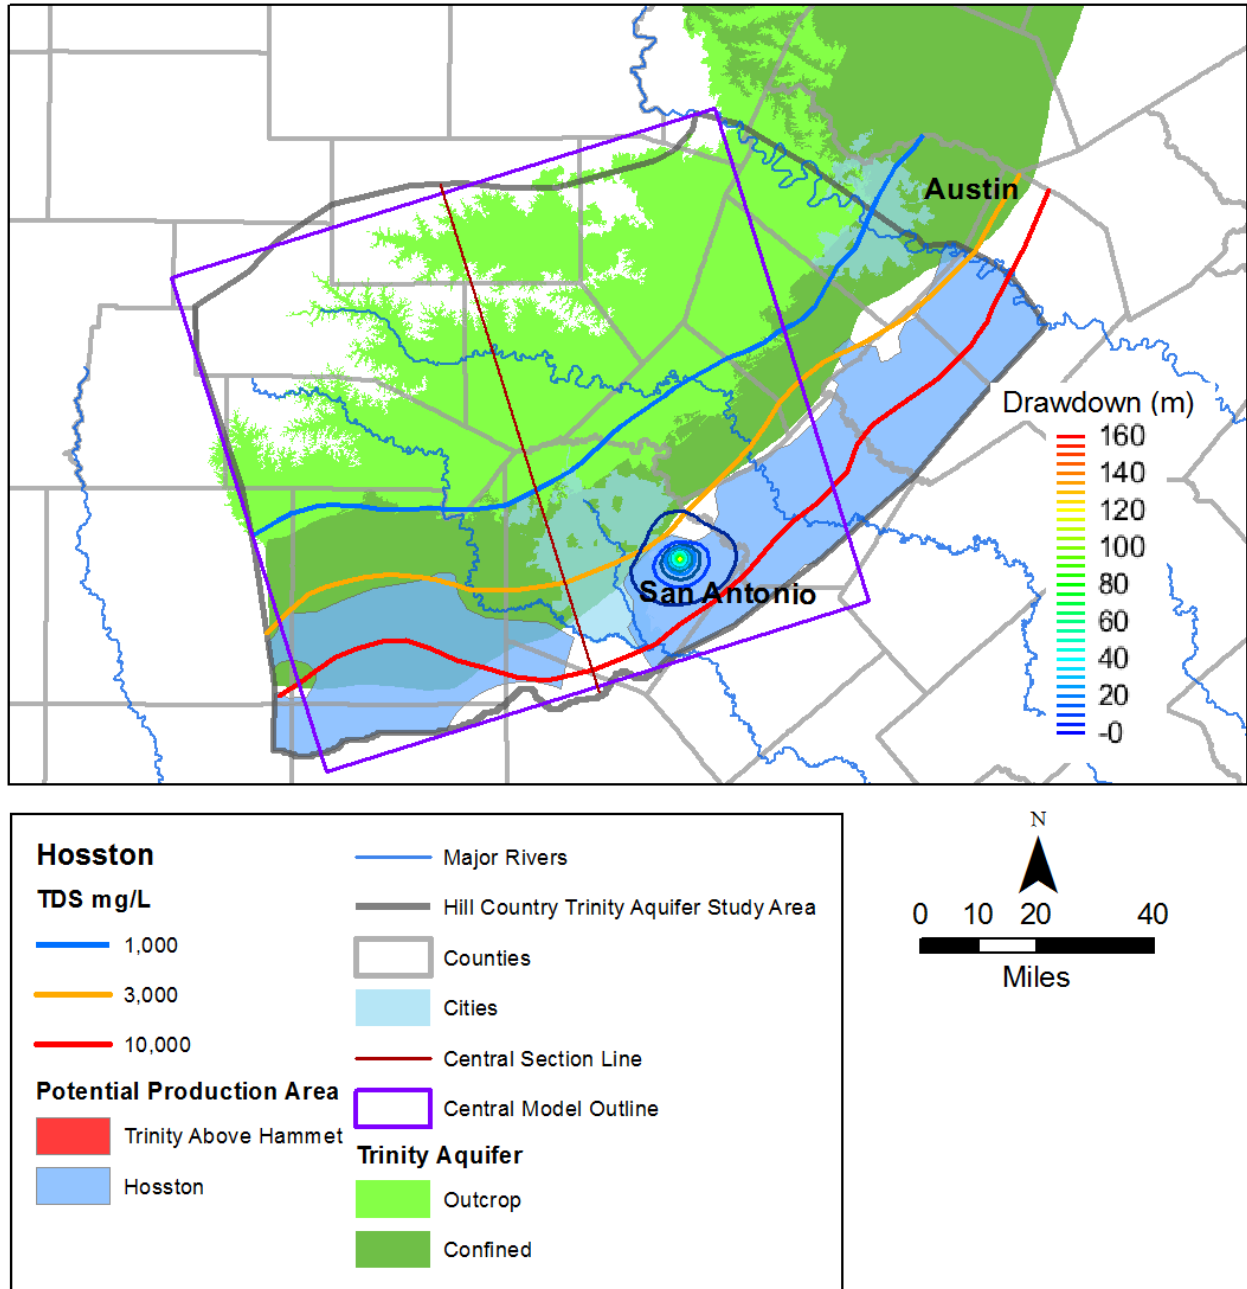 Austin
Drawdown (m)
160
140
120
100
80
60
40
20
-0
San Antonio
Hosston
TDS mg/L
1,000
3,000
10,000
Potential Production Area
Trinity Above Hammet
Hosston
Major Rivers
Hill Country Trinity Aquifer Study Area
Counties
Cities
Central Section Line
Central Model Outline
Trinity Aquifer
Outcrop
Confined
N
0 10 20 40
Miles